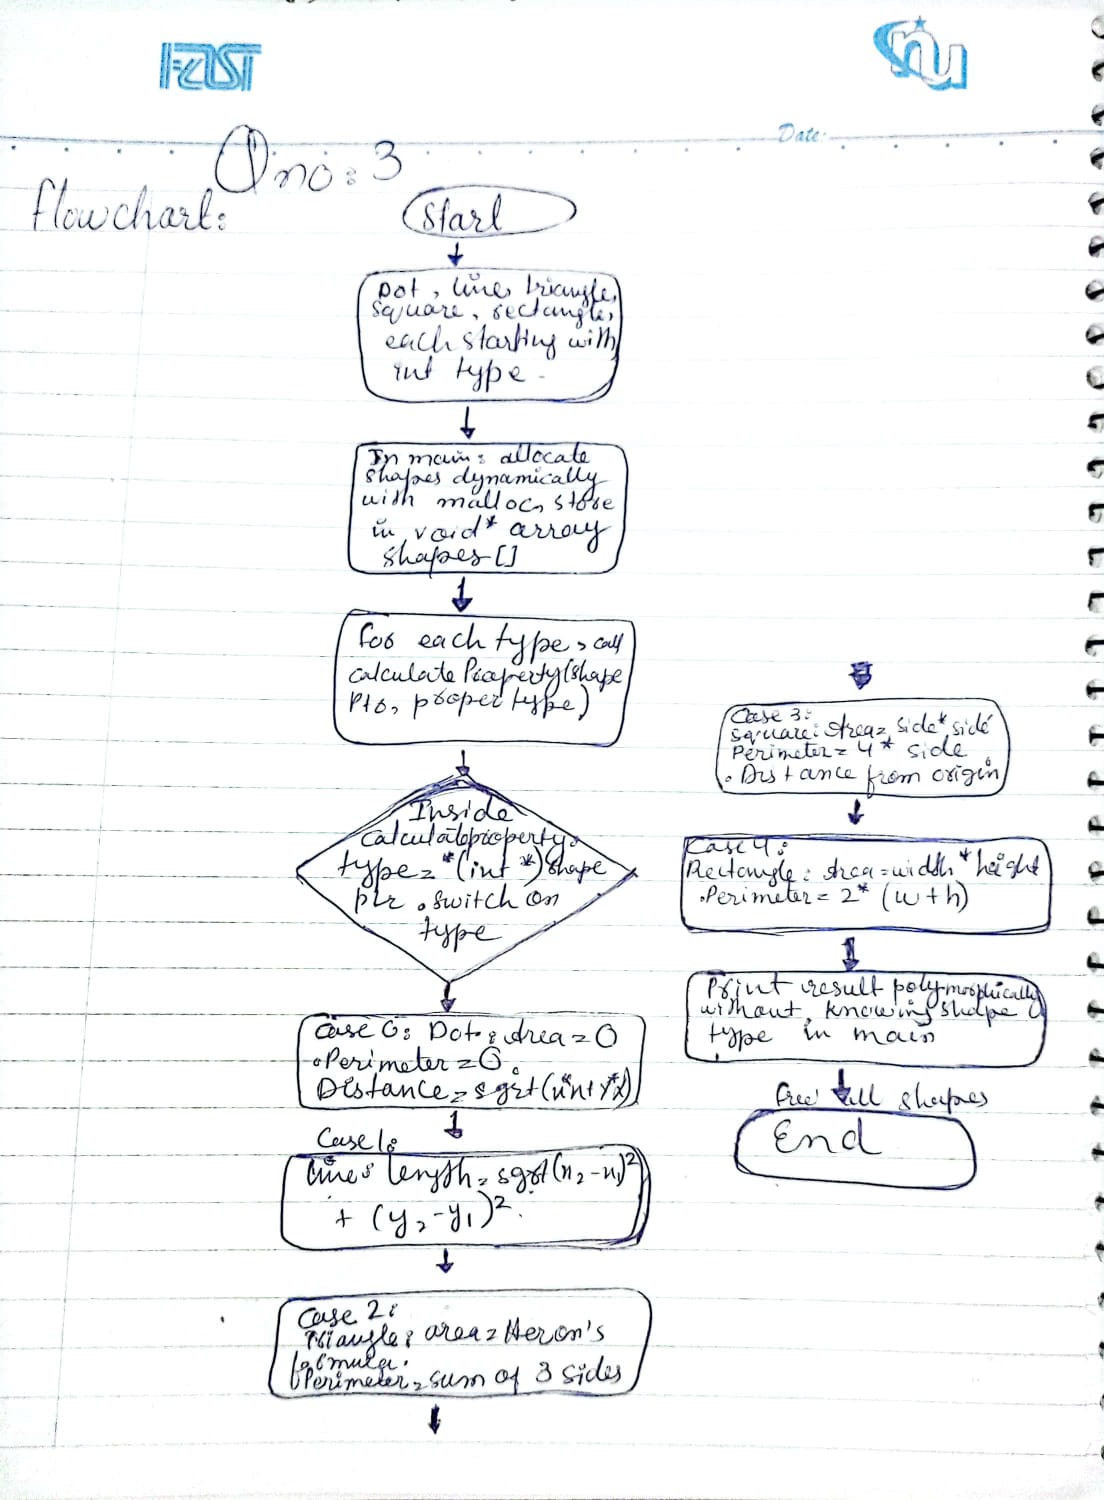 FAST
nu
Date:
Q no: 3
flowchart:
Start
Dot, line, triangle,
square, rectangle,
each starting with
int type.
In main: allocate
shapes dynamically
with malloc, store
in void* array
shapes[]
for each type, call
calculate Property(shape
Ptr, proper type)
Inside
calculateproperty:
type= *(int *)shape
ptr . switch on
type
Case 0: Dot: Area = 0
.Perimeter = 0.
Distance = sqrt(x*x+y*y)
Case 1:
line: length = sqrt(x₂-x₁)²
+ (y₂-y₁)².
Case 2:
Triangle: area = Heron's
formula.
Perimeter = sum of 3 sides
Case 3:
square: Area= side*side
Perimeter = 4* side.
. Distance from origin
Case 4:
Rectangle: Area=width*height
.Perimeter= 2* (w+h)
Print result polymorphically
without, knowing shape
type in main
free all shapes
End